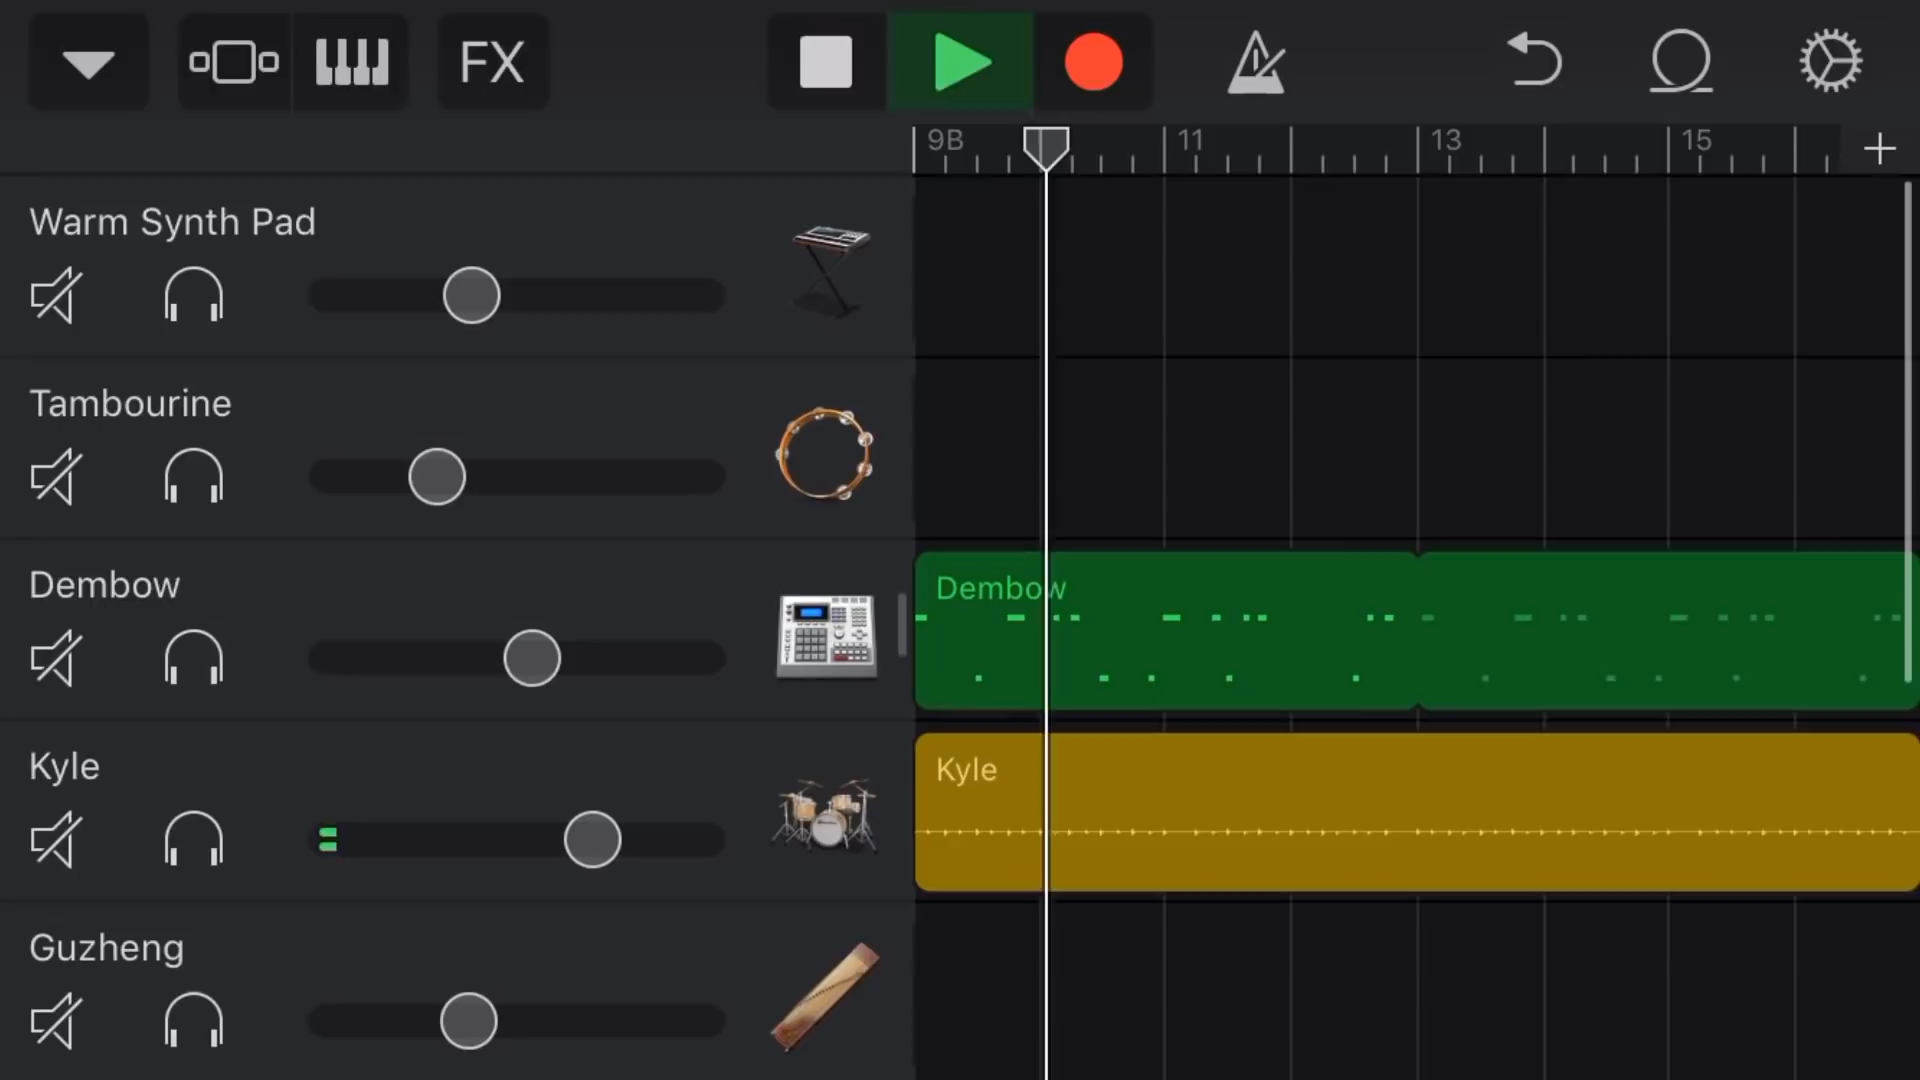 FX
9B 11 13 15
Warm Synth Pad
Tambourine
Dembow
Dembow
Kyle
Kyle
Guzheng